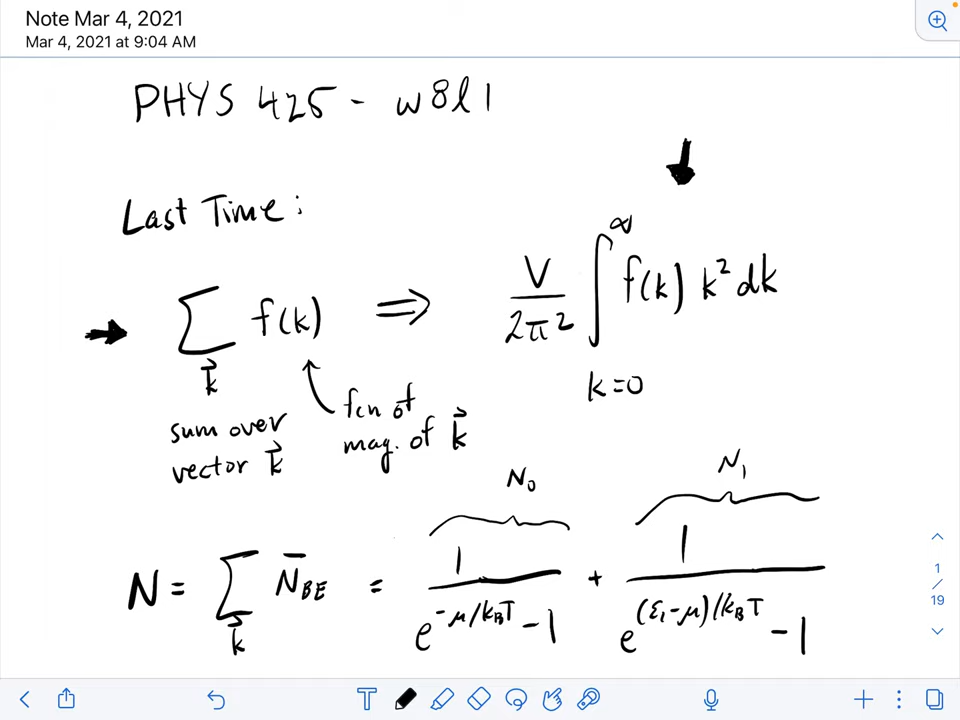 Note Mar 4, 2021
Mar 4, 2021 at 9:04 AM
PHYS 425 - w8l1
Last Time:
∑_k⃗ f(k) ⟹ V/2π² ∫_{k=0}^∞ f(k) k² dk
sum over
vector k⃗
fcn of
mag. of k⃗
N₀ N₁
N = ∑_k⃗ N̄_BE = 1/(e^{-μ/k_BT} - 1) + 1/(e^{(ε₁-μ)/k_BT} - 1)
1
/
19
T